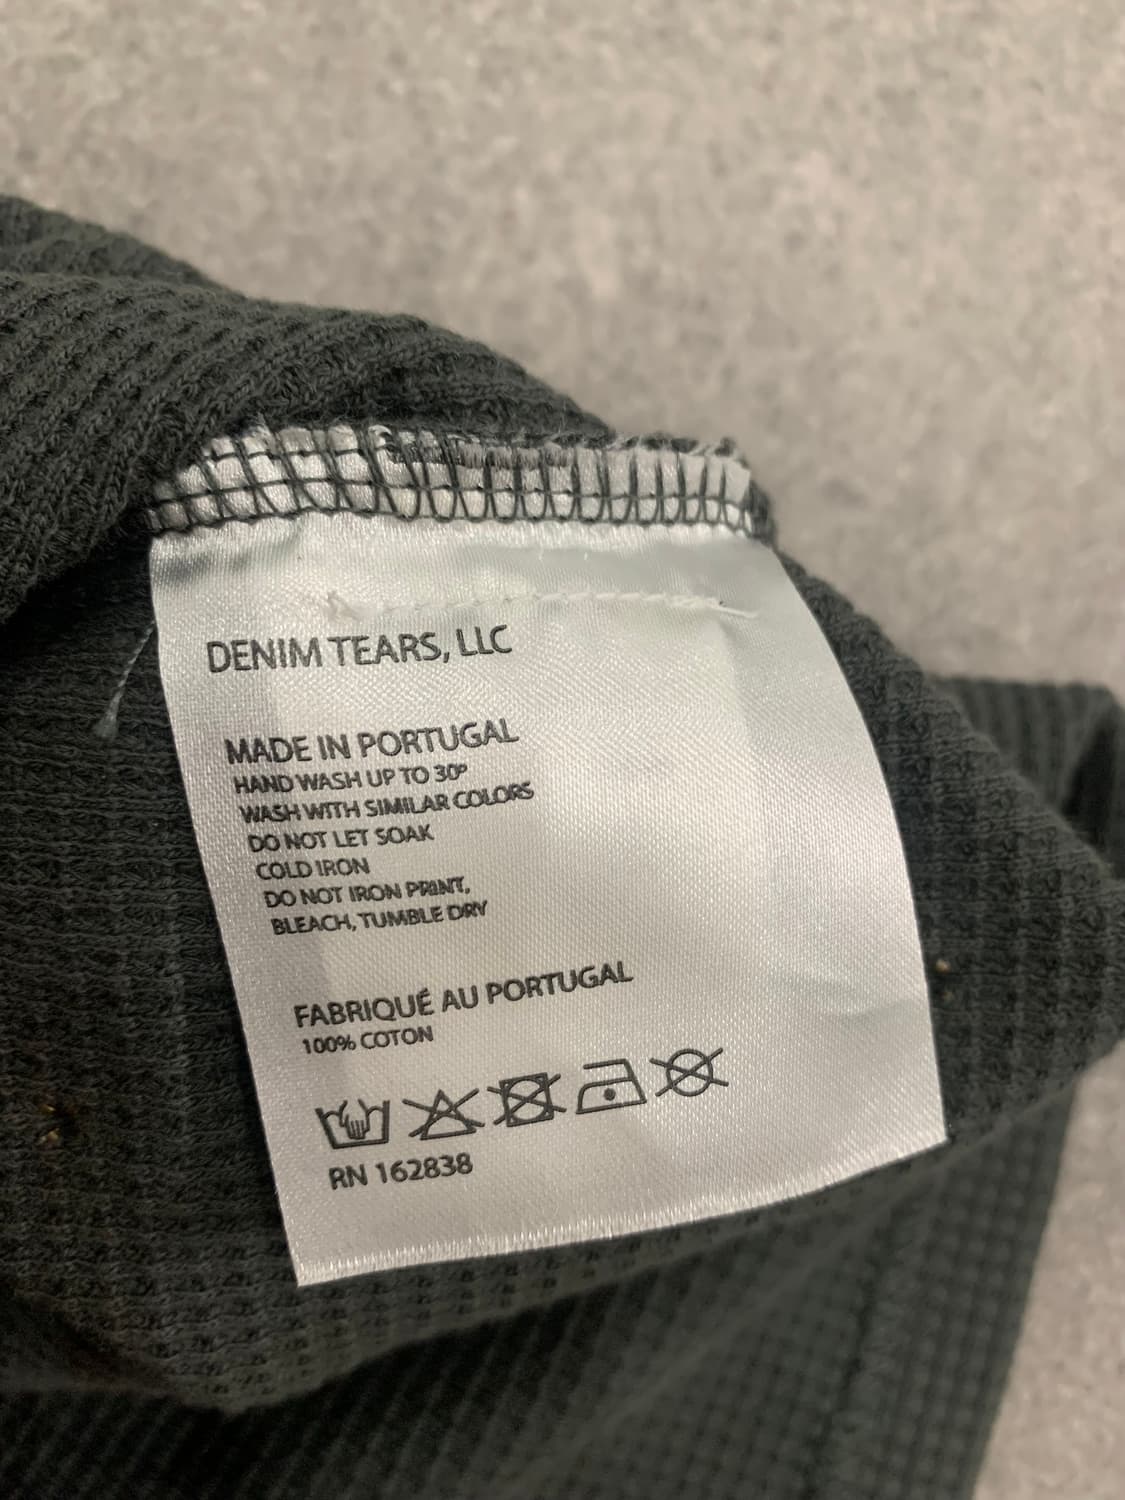 DENIM TEARS, LLC
MADE IN PORTUGAL
HAND WASH UP TO 30º
WASH WITH SIMILAR COLORS
DO NOT LET SOAK
COLD IRON
DO NOT IRON PRINT,
BLEACH, TUMBLE DRY
FABRIQUÉ AU PORTUGAL
100% COTON
RN 162838